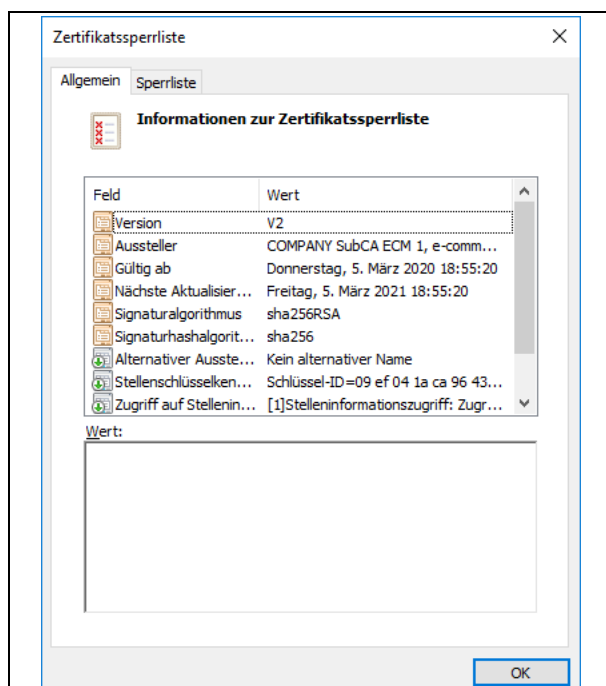 Zertifikatssperrliste
Allgemein Sperrliste
Informationen zur Zertifikatssperrliste
Feld Wert
Version V2
Aussteller COMPANY SubCA ECM 1, e-comm...
Gültig ab Donnerstag, 5. März 2020 18:55:20
Nächste Aktualisier... Freitag, 5. März 2021 18:55:20
Signaturalgorithmus sha256RSA
Signaturhashalgorit... sha256
Alternativer Ausste... Kein alternativer Name
Stellenschlüsselken... Schlüssel-ID=09 ef 04 1a ca 96 43...
Zugriff auf Stellenin... [1]Stelleninformationszugriff: Zugr...
Wert:
OK